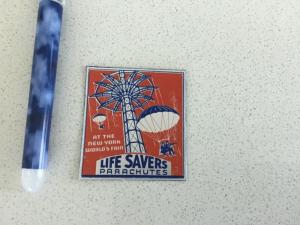 AT THE
NEW YORK
WORLD'S FAIR
LIFE SAVERS
PARACHUTES